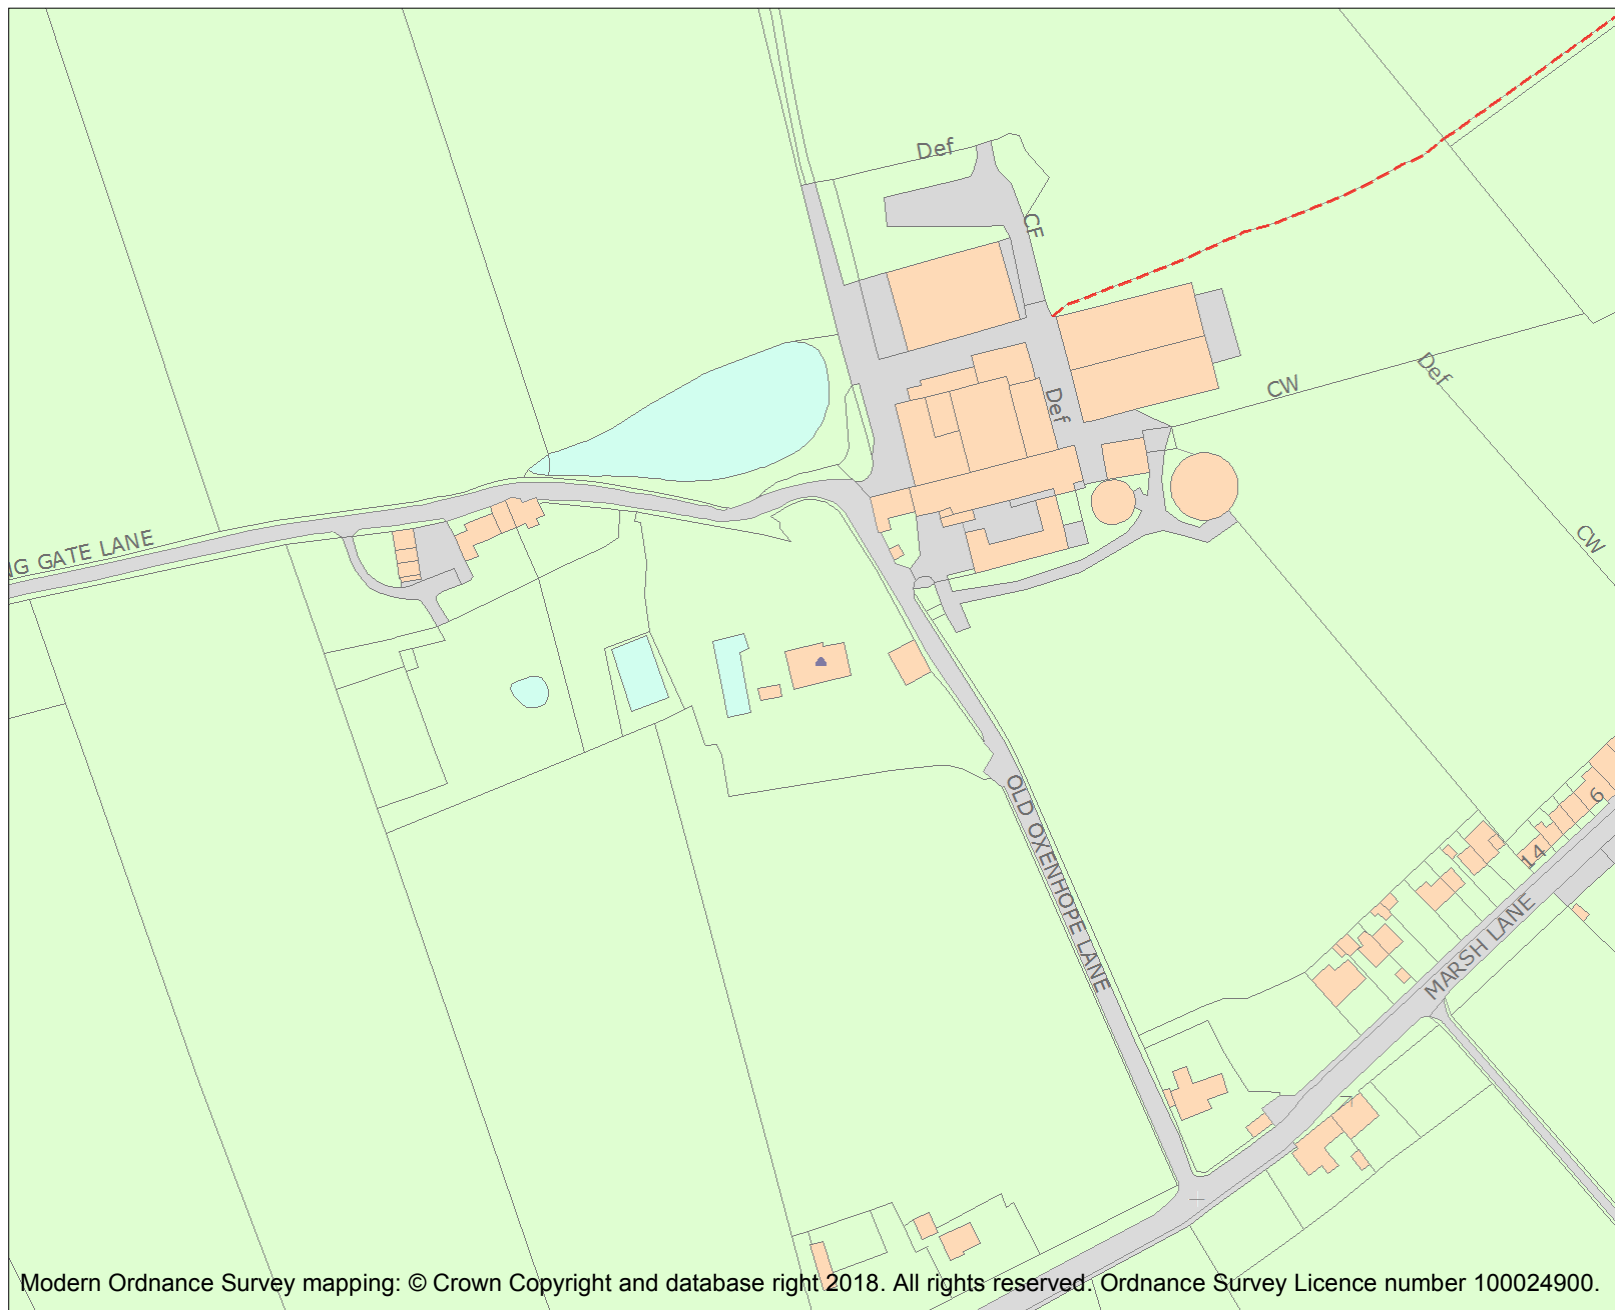 Def
CF
Def
CW
Def
CW
NG GATE LANE
OLD OXENHOPE LANE
6
14
MARSH LANE
Modern Ordnance Survey mapping: © Crown Copyright and database right 2018. All rights reserved. Ordnance Survey Licence number 100024900.